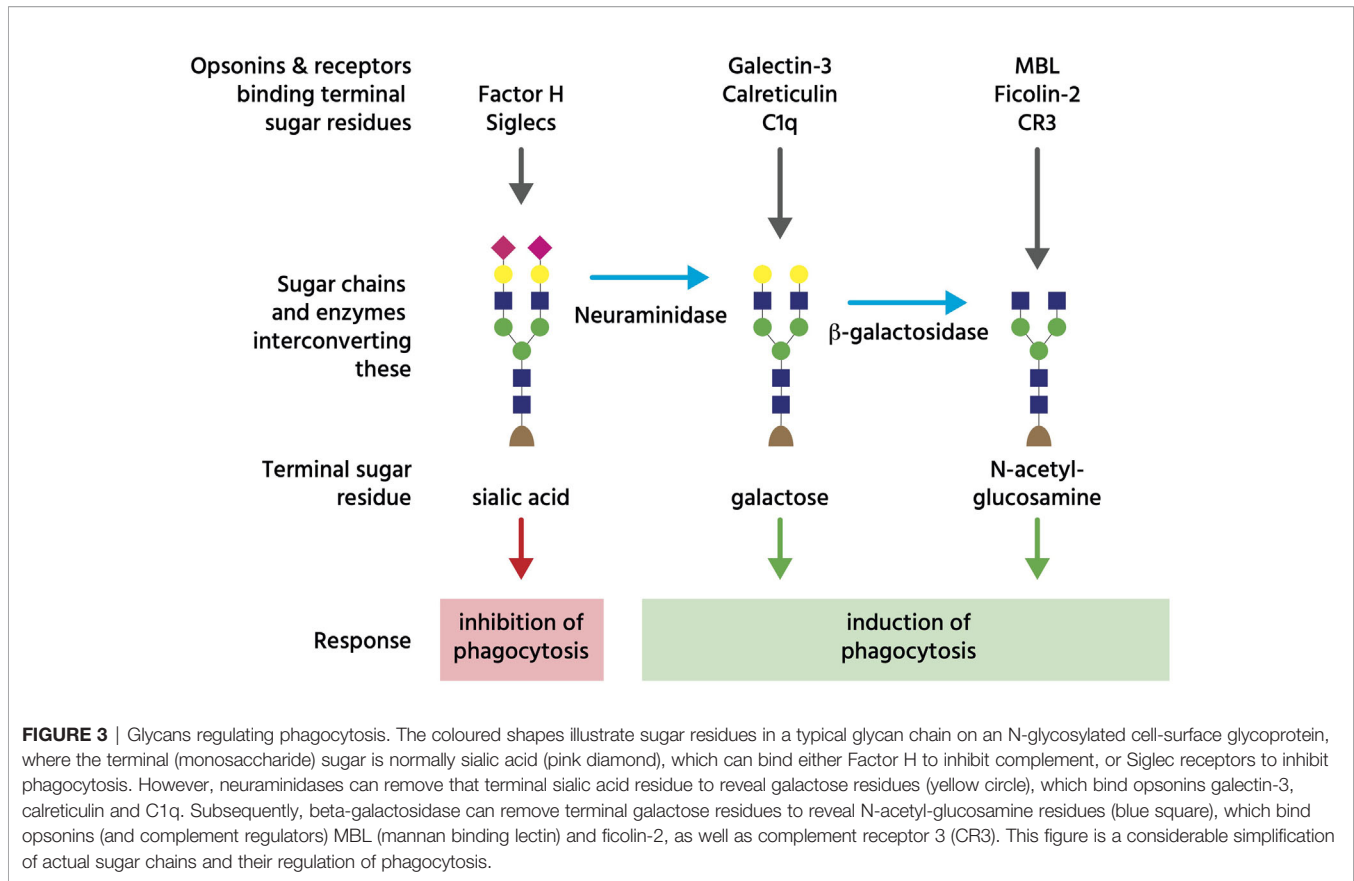 Opsonins & receptors
binding terminal
sugar residues
Factor H
Siglecs
Galectin-3
Calreticulin
C1q
MBL
Ficolin-2
CR3
Sugar chains
and enzymes
interconverting
these
Neuraminidase
β-galactosidase
Terminal sugar
residue
sialic acid
galactose
N-acetyl-
glucosamine
Response
inhibition of
phagocytosis
induction of
phagocytosis
FIGURE 3 | Glycans regulating phagocytosis. The coloured shapes illustrate sugar residues in a typical glycan chain on an N-glycosylated cell-surface glycoprotein,
where the terminal (monosaccharide) sugar is normally sialic acid (pink diamond), which can bind either Factor H to inhibit complement, or Siglec receptors to inhibit
phagocytosis. However, neuraminidases can remove that terminal sialic acid residue to reveal galactose residues (yellow circle), which bind opsonins galectin-3,
calreticulin and C1q. Subsequently, beta-galactosidase can remove terminal galactose residues to reveal N-acetyl-glucosamine residues (blue square), which bind
opsonins (and complement regulators) MBL (mannan binding lectin) and ficolin-2, as well as complement receptor 3 (CR3). This figure is a considerable simplification
of actual sugar chains and their regulation of phagocytosis.